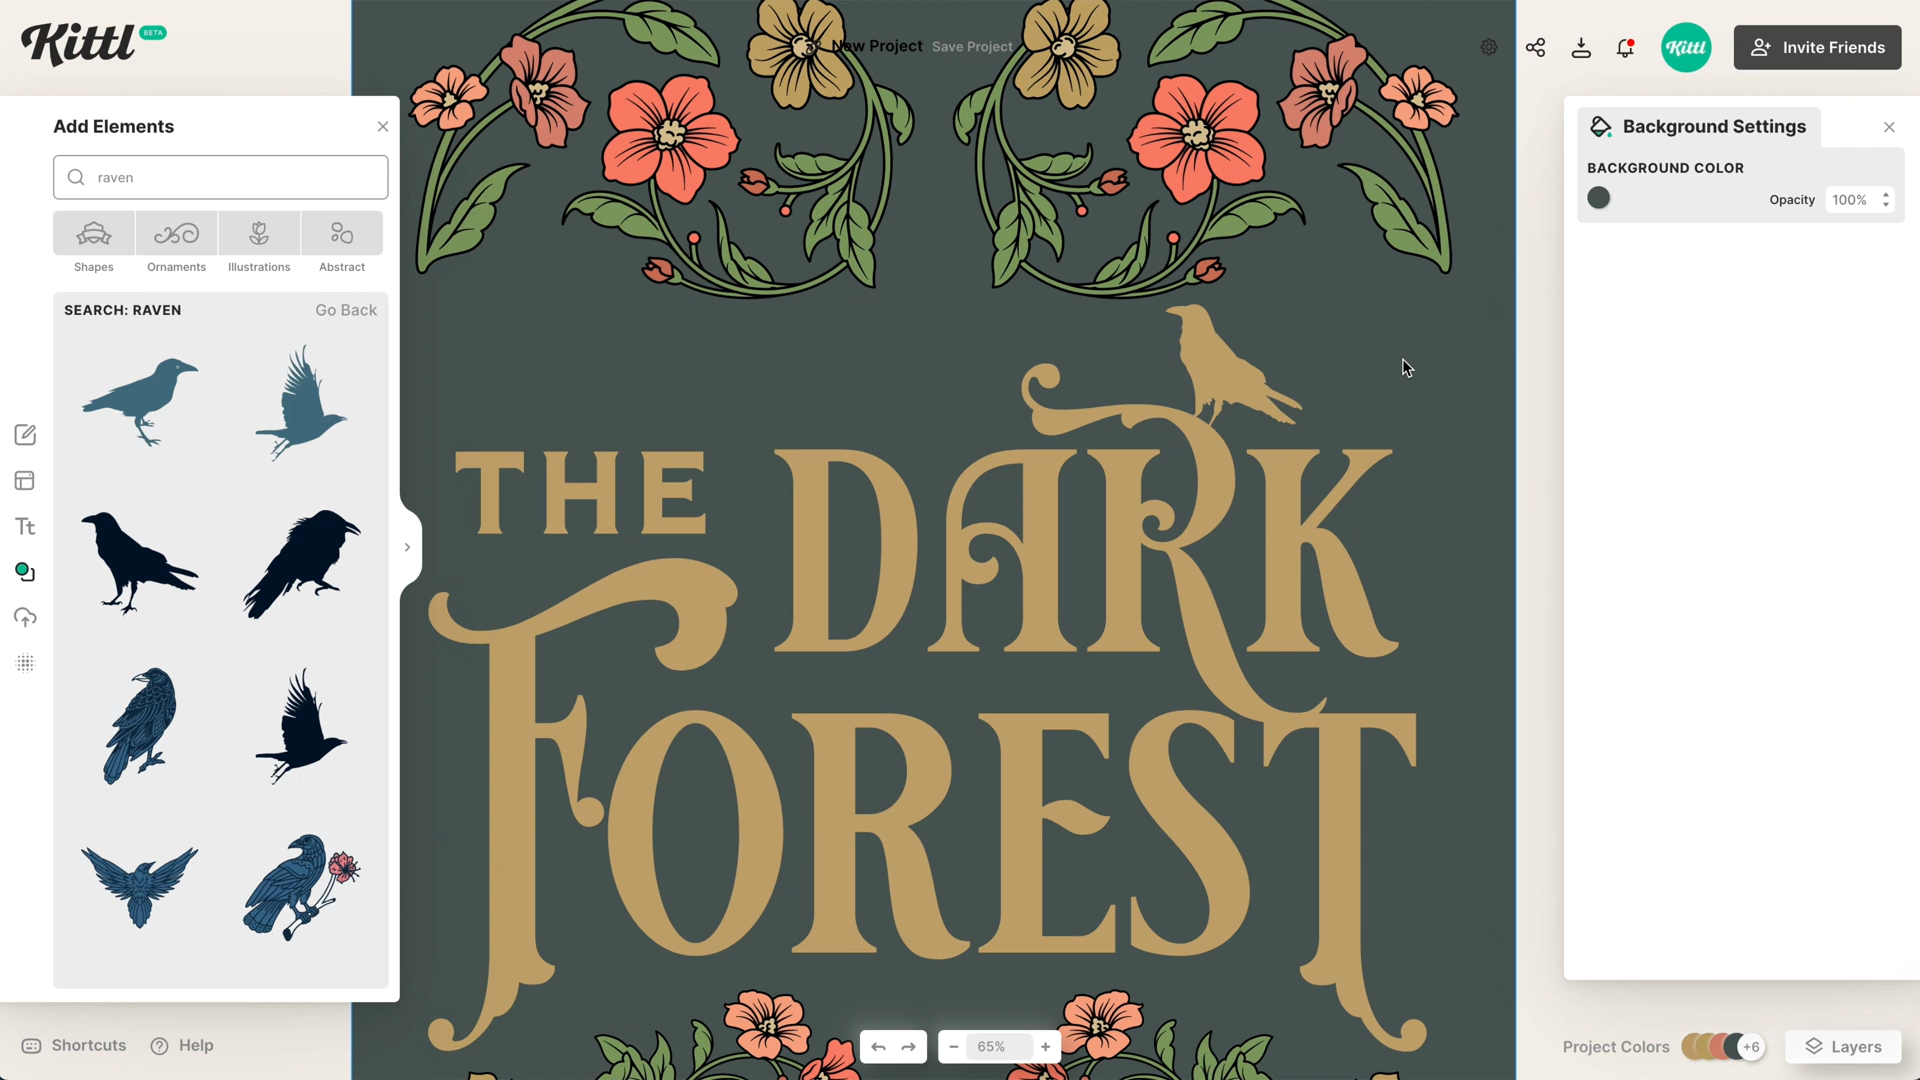 Kittl BETA
New Project Save Project
Kittl
Invite Friends
Add Elements
raven
Shapes Ornaments Illustrations Abstract
SEARCH: RAVEN Go Back
Tt
THE DARK
FOREST
Background Settings
BACKGROUND COLOR
Opacity 100%
Shortcuts Help
65%
Project Colors +6 Layers